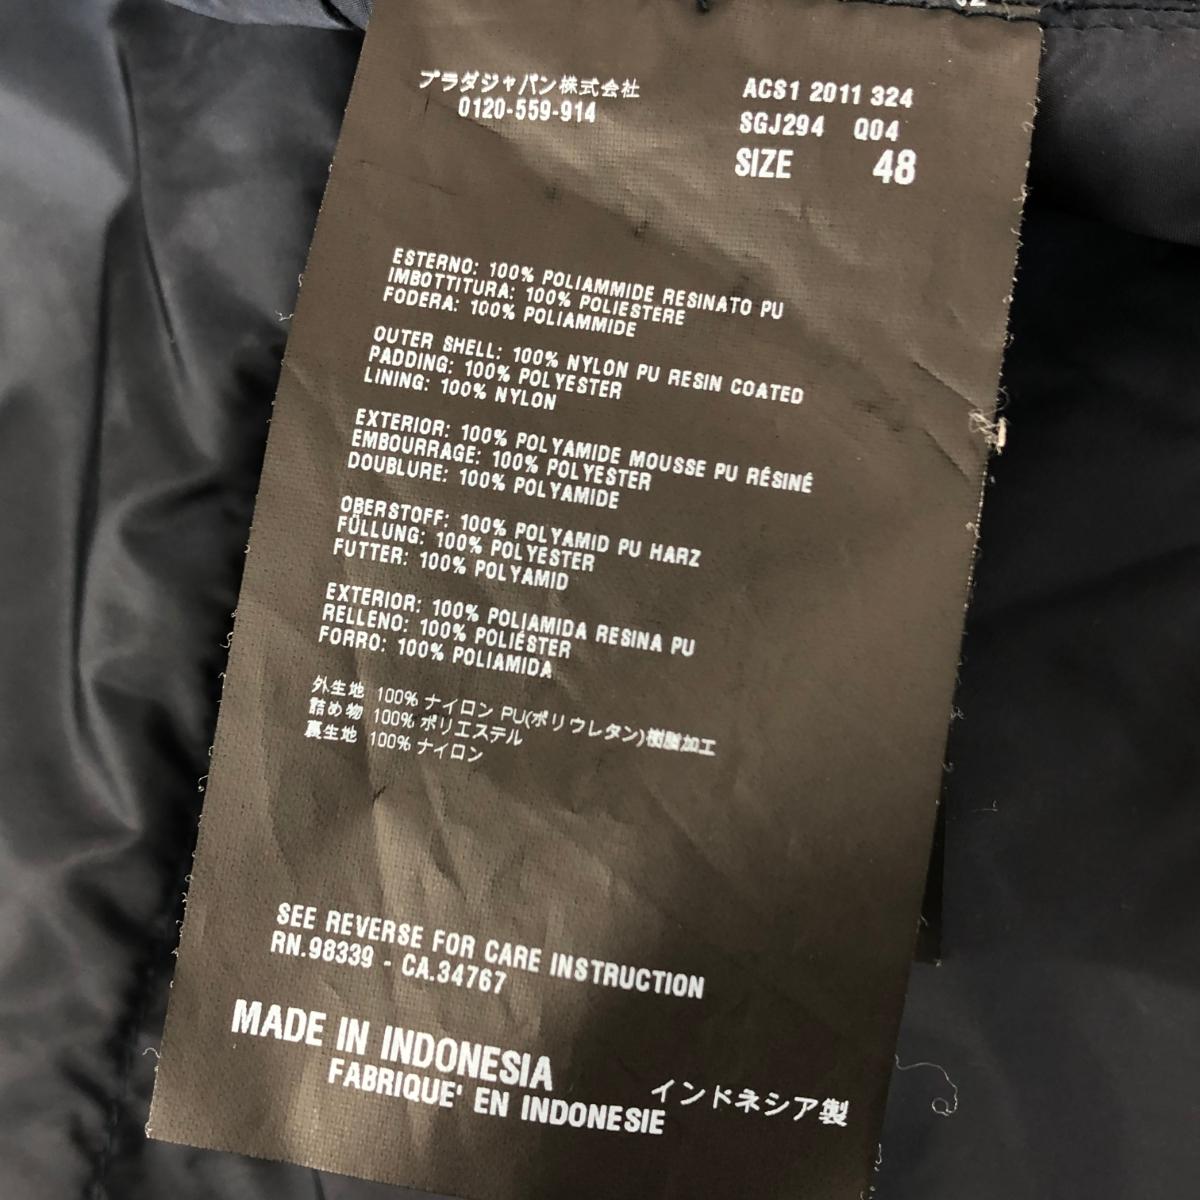 プラダジャパン株式会社
0120-559-914
ACS1 2011 324
SGJ294 Q04
SIZE 48
ESTERNO: 100% POLIAMMIDE RESINATO PU
IMBOTTITURA: 100% POLIESTERE
FODERA: 100% POLIAMMIDE
OUTER SHELL: 100% NYLON PU RESIN COATED
PADDING: 100% POLYESTER
LINING: 100% NYLON
EXTERIOR: 100% POLYAMIDE MOUSSE PU RÉSINÉ
EMBOURRAGE: 100% POLYESTER
DOUBLURE: 100% POLYAMIDE
OBERSTOFF: 100% POLYAMID PU HARZ
FÜLLUNG: 100% POLYESTER
FUTTER: 100% POLYAMID
EXTERIOR: 100% POLIAMIDA RESINA PU
RELLENO: 100% POLIÉSTER
FORRO: 100% POLIAMIDA
外生地 100% ナイロン PU(ポリウレタン)樹脂加工
詰め物 100% ポリエステル
裏生地 100% ナイロン
SEE REVERSE FOR CARE INSTRUCTION
RN.98339 - CA.34767
MADE IN INDONESIA
FABRIQUE' EN INDONESIE
インドネシア製